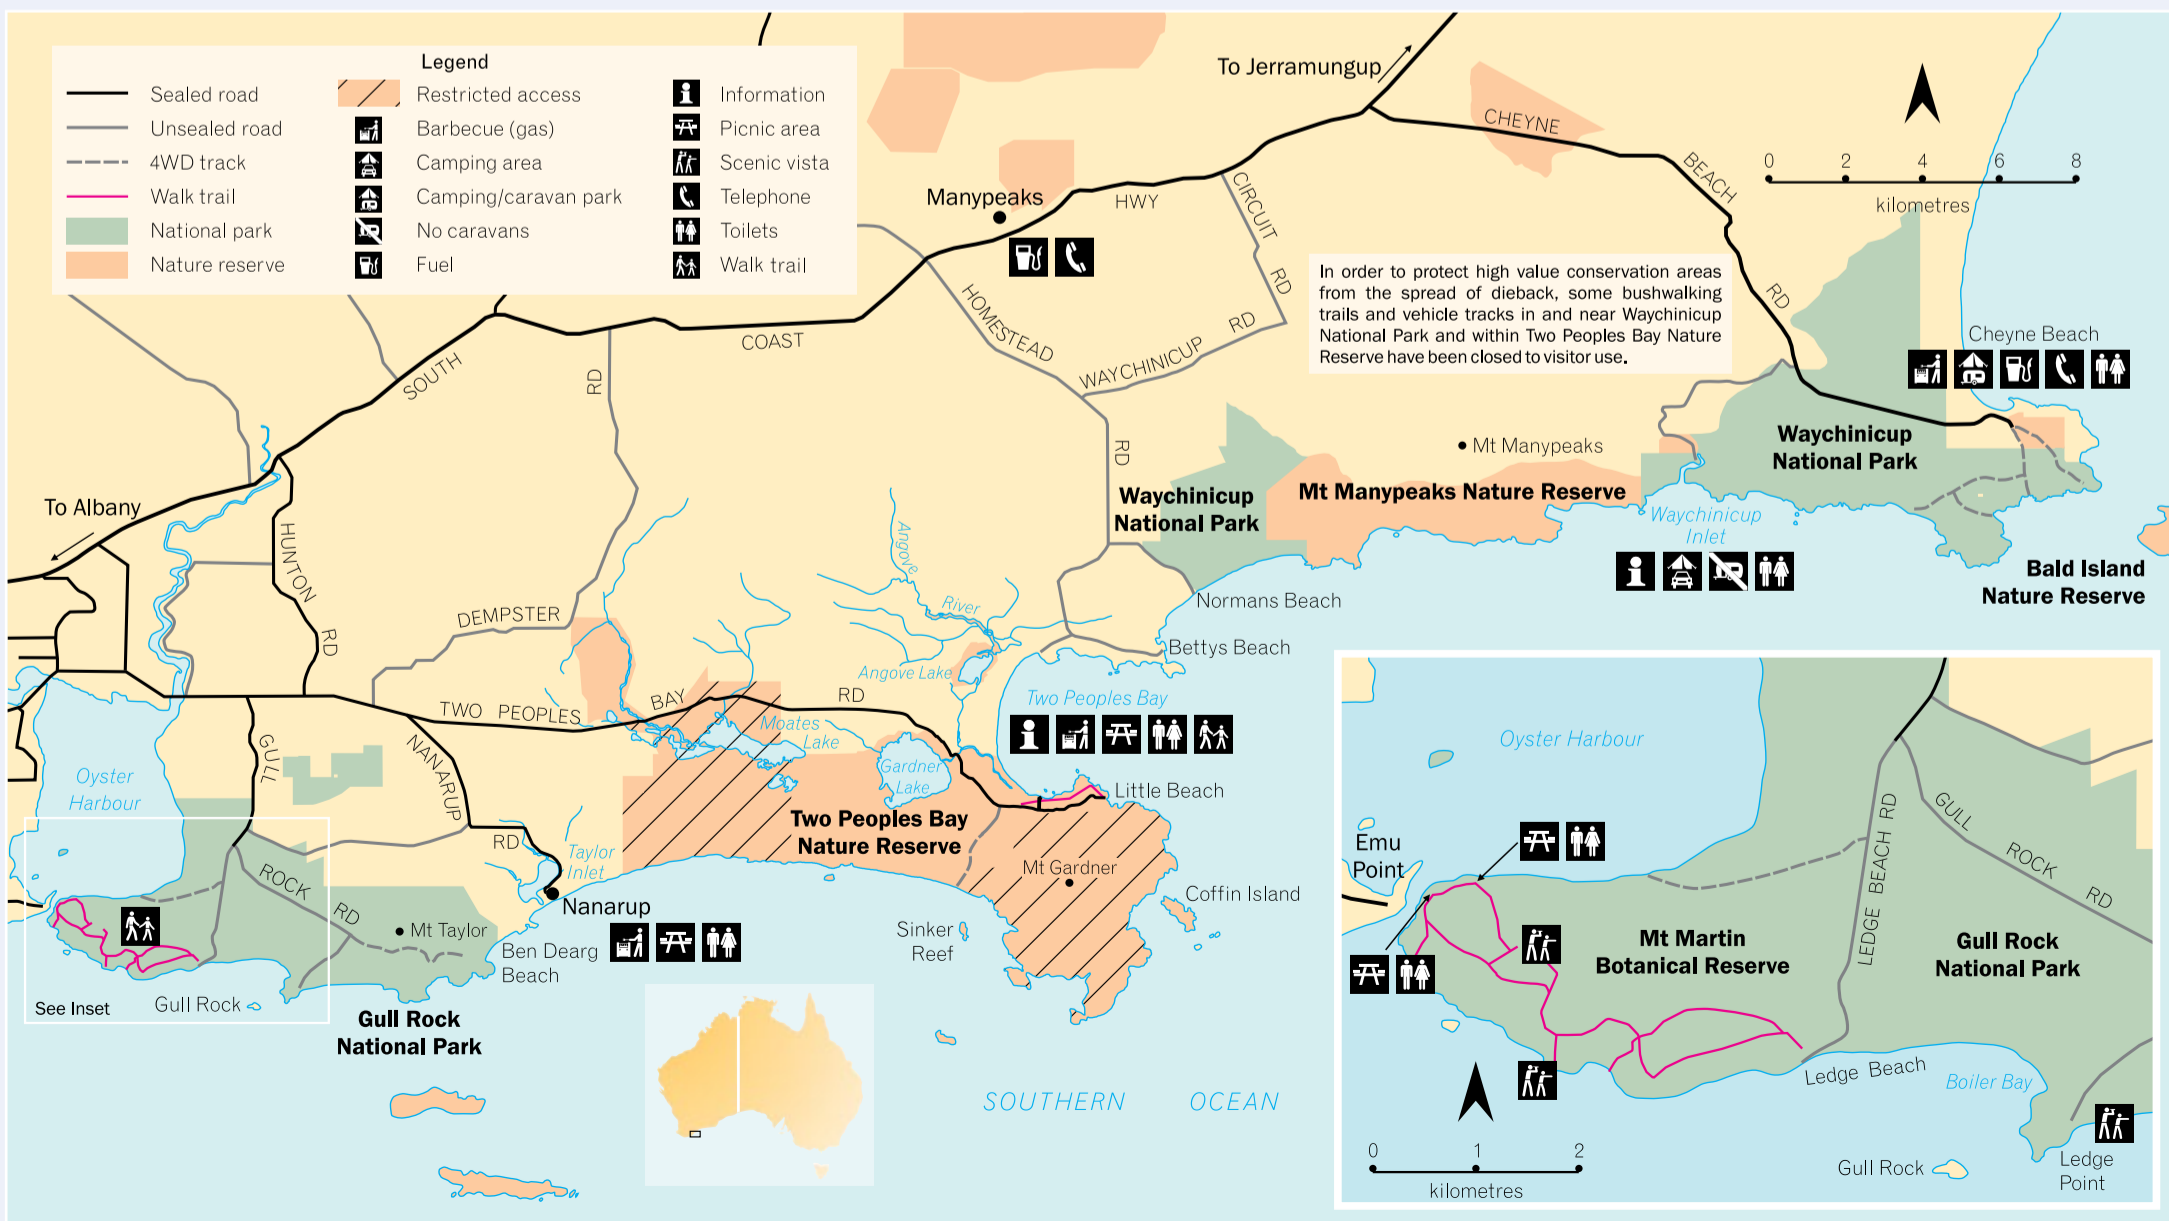 Legend
Sealed road
Unsealed road
4WD track
Walk trail
National park
Nature reserve
Restricted access
Barbecue (gas)
Camping area
Camping/caravan park
No caravans
Fuel
Information
Picnic area
Scenic vista
Telephone
Toilets
Walk trail
To Jerramungup
CHEYNE
BEACH
RD
0 2 4 6 8
kilometres
Manypeaks
HWY
CIRCUIT
RD
In order to protect high value conservation areas
from the spread of dieback, some bushwalking
trails and vehicle tracks in and near Waychinicup
National Park and within Two Peoples Bay Nature
Reserve have been closed to visitor use.
Cheyne Beach
HOMESTEAD
RD
WAYCHINICUP
RD
COAST
SOUTH
RD
Mt Manypeaks
Waychinicup
National Park
Waychinicup
National Park
Mt Manypeaks Nature Reserve
Waychinicup
Inlet
To Albany
HUNTON
RD
Angove
River
Bald Island
Nature Reserve
Normans Beach
DEMPSTER
Bettys Beach
Angove Lake
Two Peoples Bay
TWO PEOPLES
BAY
RD
Moates
Lake
Gardner
Lake
GULL
NANARUP
RD
Oyster
Harbour
Little Beach
Two Peoples Bay
Nature Reserve
Taylor
Inlet
ROCK
RD
Mt Gardner
Coffin Island
Nanarup
Mt Taylor
Sinker
Reef
Ben Dearg
Beach
See Inset
Gull Rock
Gull Rock
National Park
SOUTHERN OCEAN
Oyster Harbour
Emu
Point
LEDGE BEACH RD
GULL
ROCK
RD
Mt Martin
Botanical Reserve
Gull Rock
National Park
Ledge Beach
Boiler Bay
0 1 2
kilometres
Gull Rock
Ledge
Point